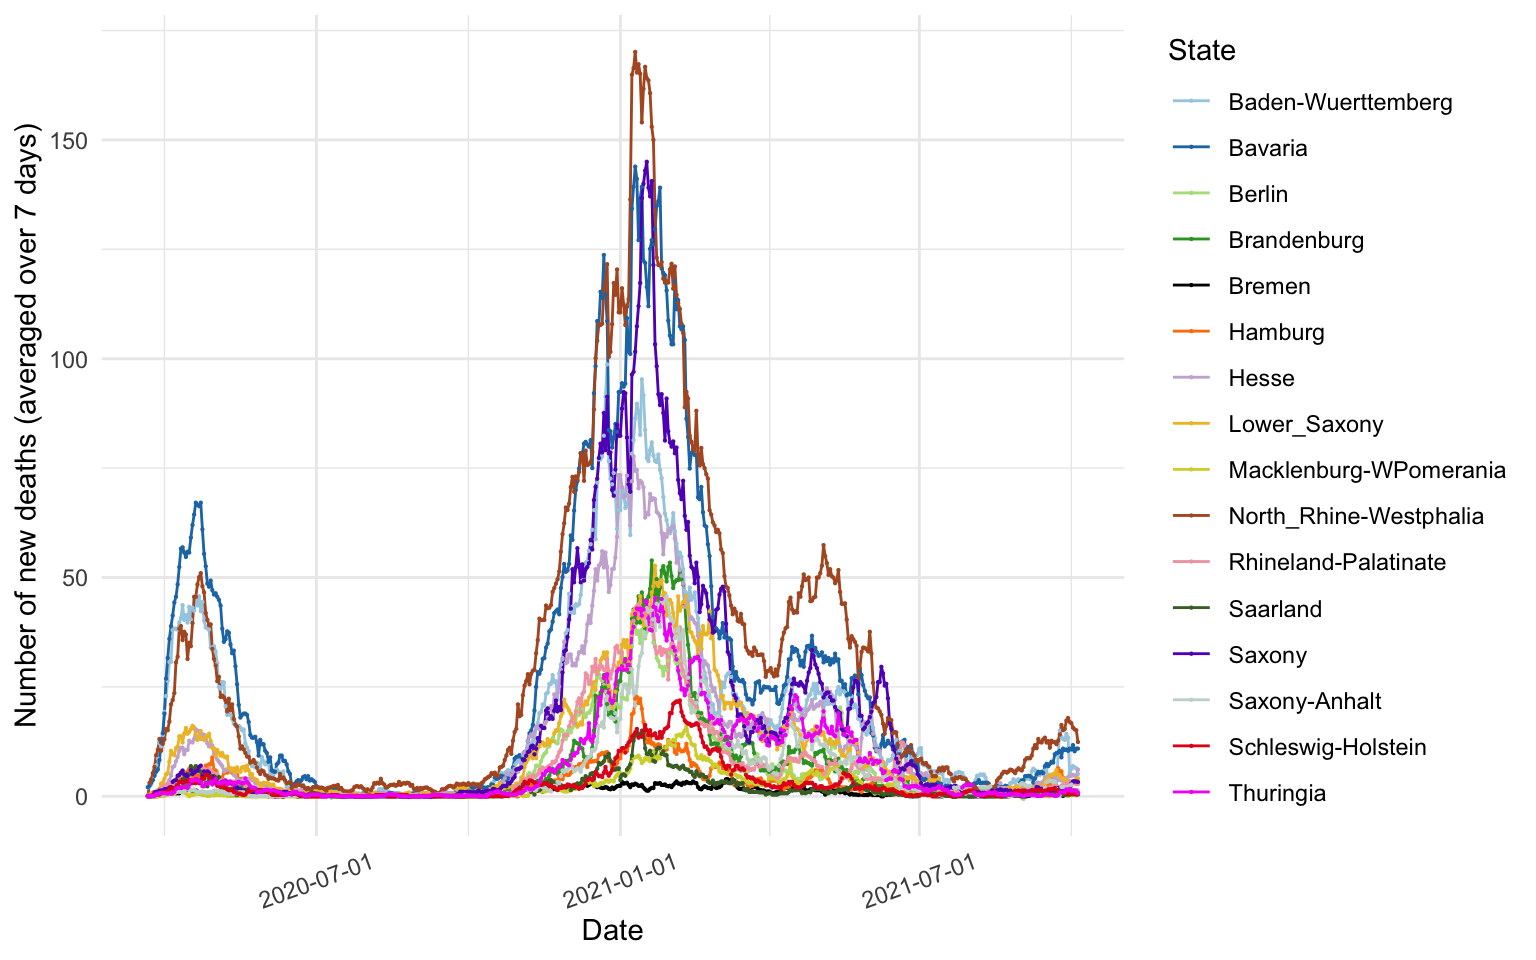 Number of new deaths (averaged over 7 days)
150
100
50
0
2020-07-01
2021-01-01
2021-07-01
Date
State
Baden-Wuerttemberg
Bavaria
Berlin
Brandenburg
Bremen
Hamburg
Hesse
Lower_Saxony
Macklenburg-WPomerania
North_Rhine-Westphalia
Rhineland-Palatinate
Saarland
Saxony
Saxony-Anhalt
Schleswig-Holstein
Thuringia